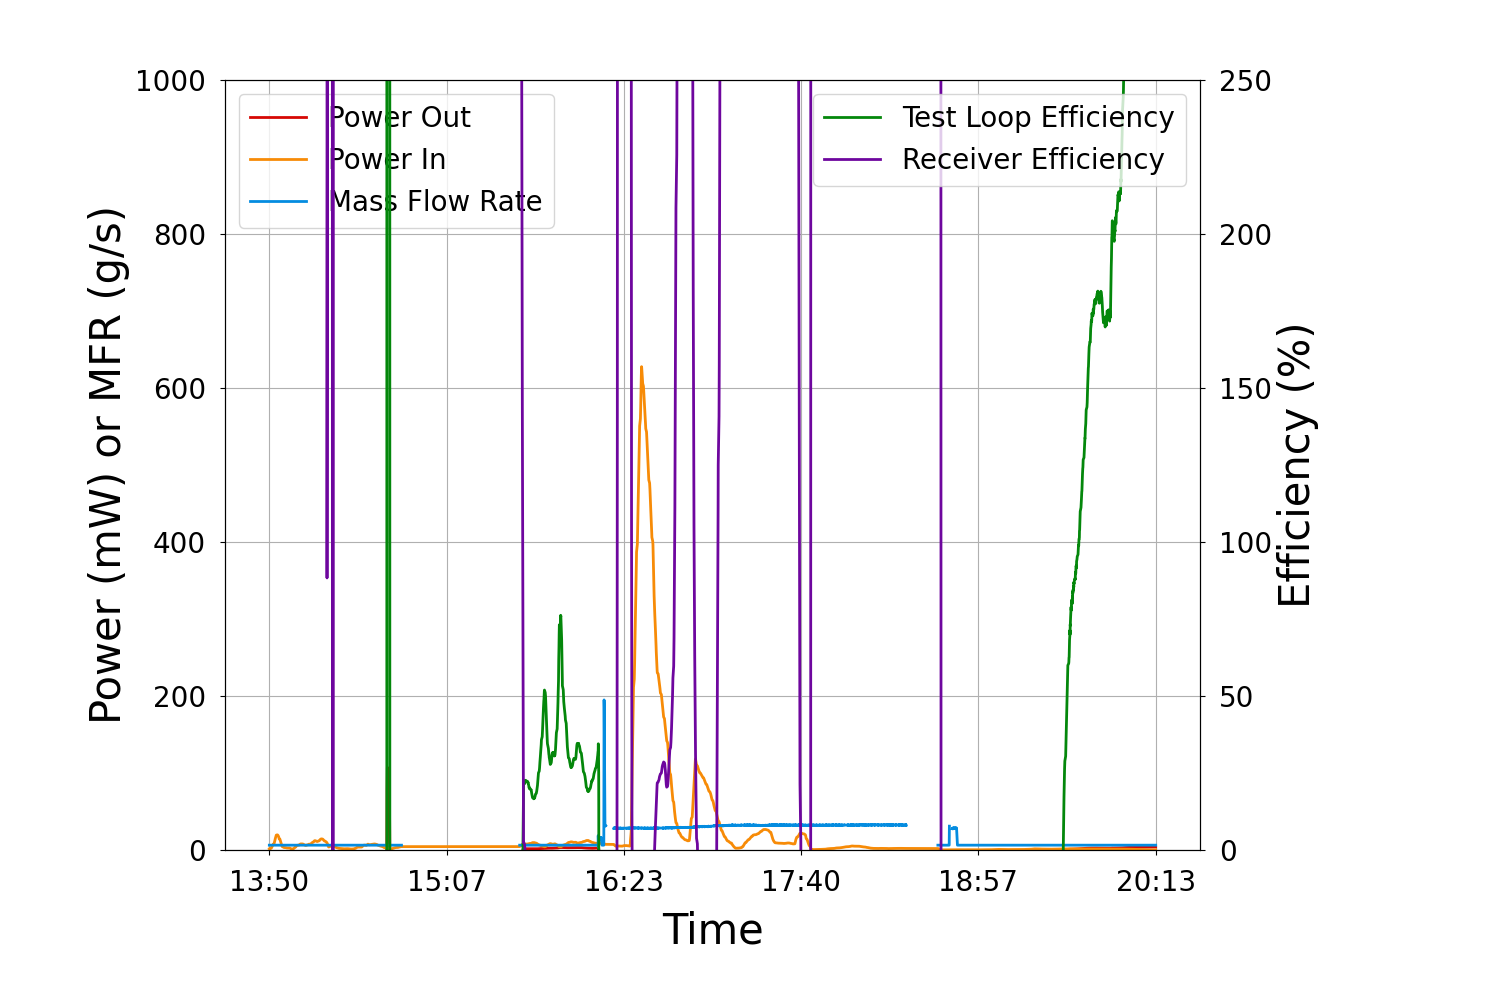 1000
800
600
400
200
0
Power (mW) or MFR (g/s)
Power Out
Power In
Mass Flow Rate
Test Loop Efficiency
Receiver Efficiency
250
200
150
100
50
0
Efficiency (%)
13:50 15:07 16:23 17:40 18:57 20:13
Time